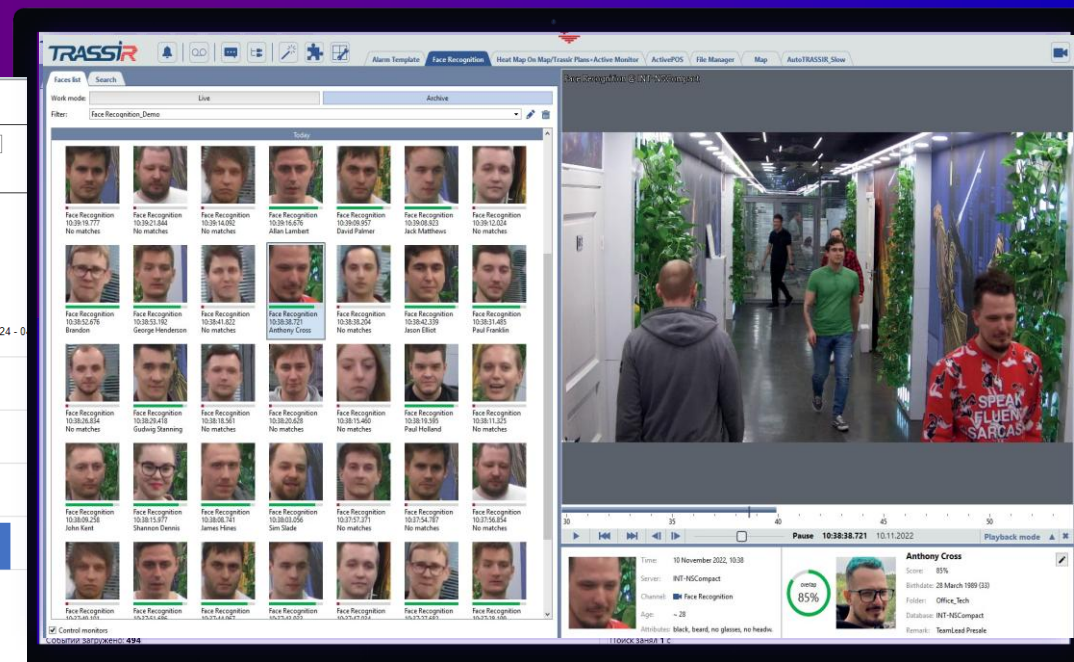 TRASSIR
Alarm Template
Face Recognition
Heat Map On Map/Trassir Plans+Active Monitor
ActivePOS
File Manager
Map
AutoTRASSIR_Slow
Faces list
Search
Work mode:
Live
Archive
Filter:
Face Recognition_Demo
Today
Face Recognition
10:39:19.777
No matches
Face Recognition
10:39:21.844
No matches
Face Recognition
10:39:14.092
No matches
Face Recognition
10:39:16.676
Allan Lambert
Face Recognition
10:39:09.957
David Palmer
Face Recognition
10:39:08.923
Jack Matthews
Face Recognition
10:39:12.024
No matches
Face Recognition
10:38:52.676
Brandon
Face Recognition
10:38:53.192
George Henderson
Face Recognition
10:38:41.822
No matches
Face Recognition
10:38:38.721
Anthony Cross
Face Recognition
10:38:38.204
No matches
Face Recognition
10:38:42.339
Jason Elliot
Face Recognition
10:38:31.485
Paul Franklin
Face Recognition
10:38:26.834
No matches
Face Recognition
10:38:29.418
Gudwig Stanning
Face Recognition
10:38:18.561
No matches
Face Recognition
10:38:20.628
No matches
Face Recognition
10:38:15.460
No matches
Face Recognition
10:38:19.595
Paul Holland
Face Recognition
10:38:11.325
No matches
Face Recognition
10:38:09.258
John Kent
Face Recognition
10:38:15.977
Shannon Dennis
Face Recognition
10:38:08.741
James Hines
Face Recognition
10:38:03.056
Sim Slade
Face Recognition
10:37:57.371
No matches
Face Recognition
10:37:54.787
No matches
Face Recognition
10:37:56.854
No matches
Face Recognition
Face Recognition
Face Recognition
Face Recognition
Face Recognition
Face Recognition
Face Recognition
Control monitors
Событий загружено: 494
Поиск занял 1 с
24 - 0
SPEAK
FLUENT
SARCAS
30
35
40
45
50
Pause
10:38:38.721
10.11.2022
Playback mode
Time:
10 November 2022, 10:38
Server:
INT-NSCompact
Channel:
Face Recognition
Age:
~ 28
Attributes:
black, beard, no glasses, no headw.
overlap
85%
Anthony Cross
Score:
85%
Birthdate:
28 March 1989 (33)
Folder:
Office_Tech
Database:
INT-NSCompact
Remark:
TeamLead Presale